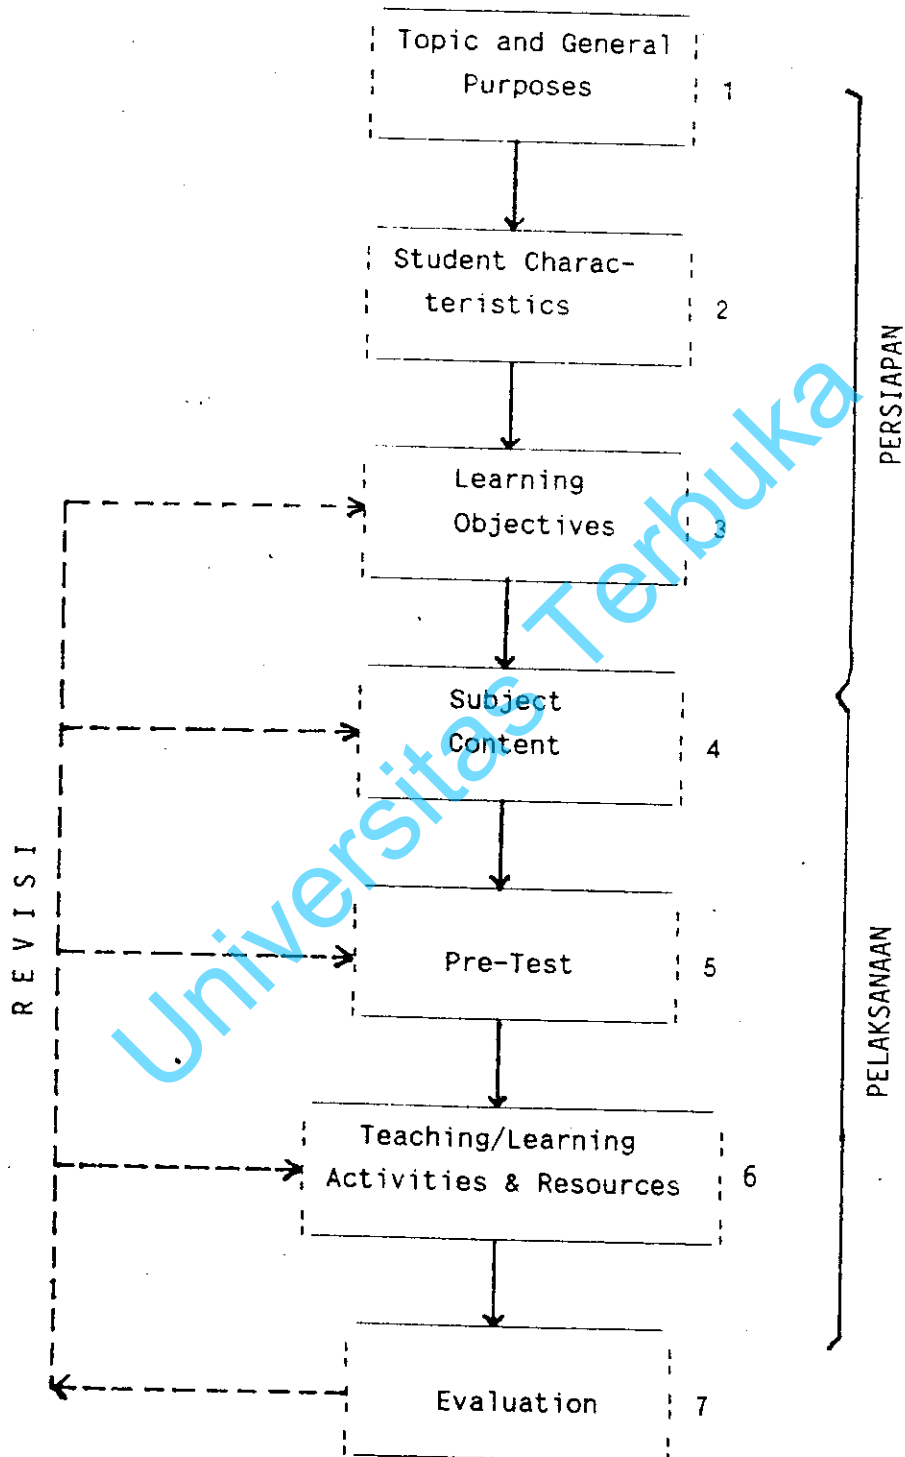 Topic and General
Purposes
1
Student Charac-
teristics
2
Learning
Objectives
3
Subject
Content
4
Pre-Test
5
Teaching/Learning
Activities & Resources
6
Evaluation
7
PERSIAPAN
PELAKSANAAN
REVISI
Universitas Terbuka